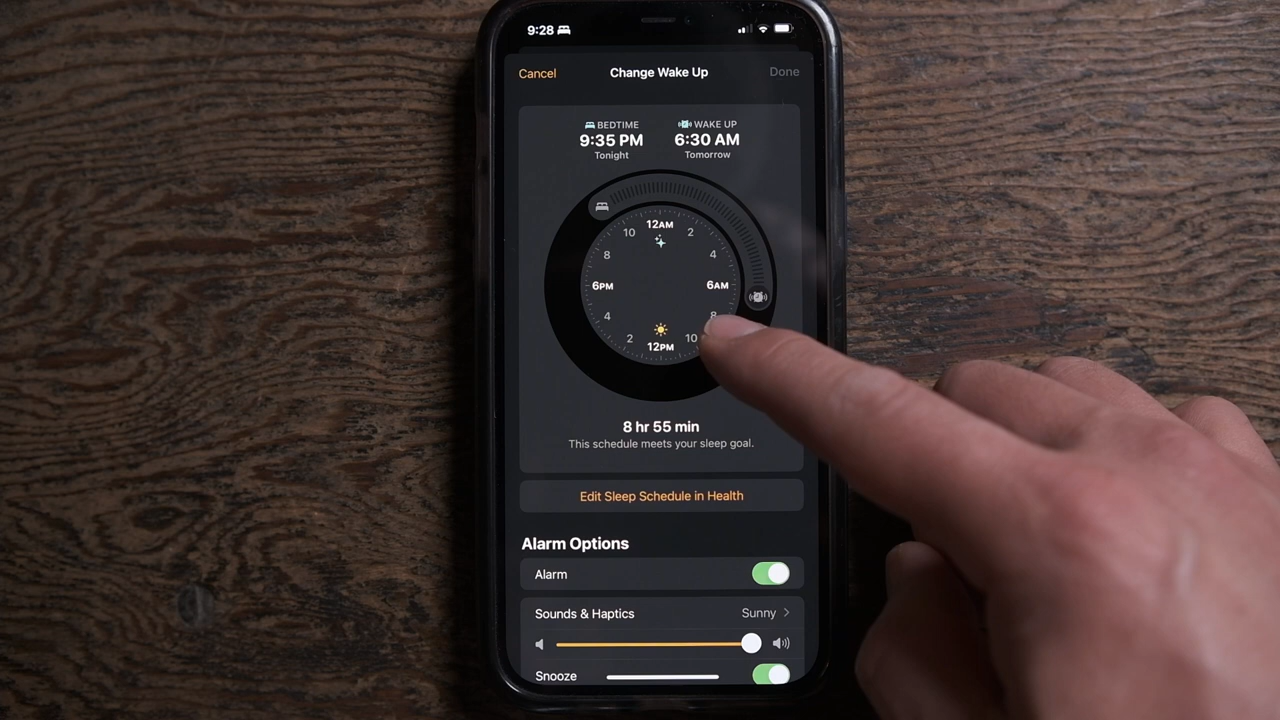 9:28
Cancel Change Wake Up Done
BEDTIME WAKE UP
9:35 PM 6:30 AM
Tonight Tomorrow
12AM
10 2
8 4
6PM 6AM
4 8
2 10
12PM
8 hr 55 min
This schedule meets your sleep goal.
Edit Sleep Schedule in Health
Alarm Options
Alarm
Sounds & Haptics Sunny >
Snooze